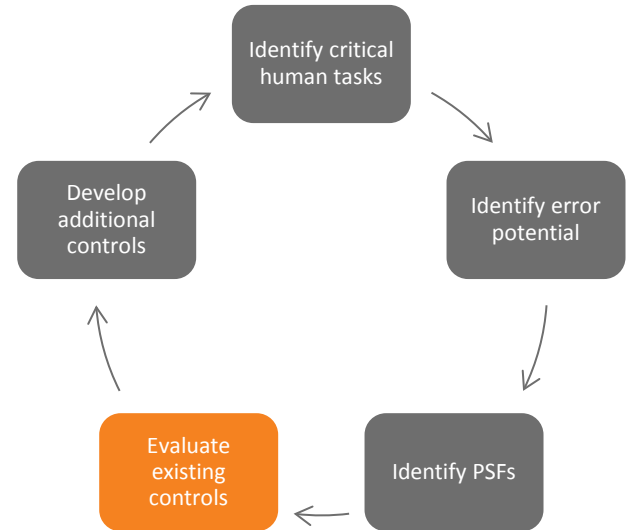 Identify critical
human tasks
Identify error
potential
Identify PSFs
Evaluate
existing
controls
Develop
additional
controls